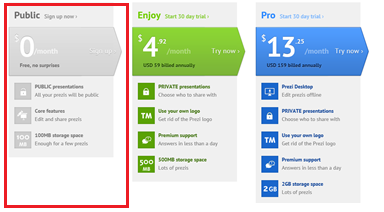 Public Sign up now ›
$0/month Sign up ›
Free, no surprises
PUBLIC presentations
All your prezis will be public
Core features
Edit and share prezis
100MB storage space
Enough for a few prezis
Enjoy Start 30 day trial ›
$4.92/month Try now ›
USD 59 billed annually
PRIVATE presentations
Choose who to share with
TM
Use your own logo
Get rid of the Prezi logo
Premium support
Answers in less than a day
500 MB
500MB storage space
Lots of prezis
Pro Start 30 day trial ›
$13.25/month Try now ›
USD 159 billed annually
Prezi Desktop
Edit prezis offline
PRIVATE presentations
Choose who to share with
TM
Use your own logo
Get rid of the Prezi logo
Premium support
Answers in less than a day
2GB
2GB storage space
Lots of prezis